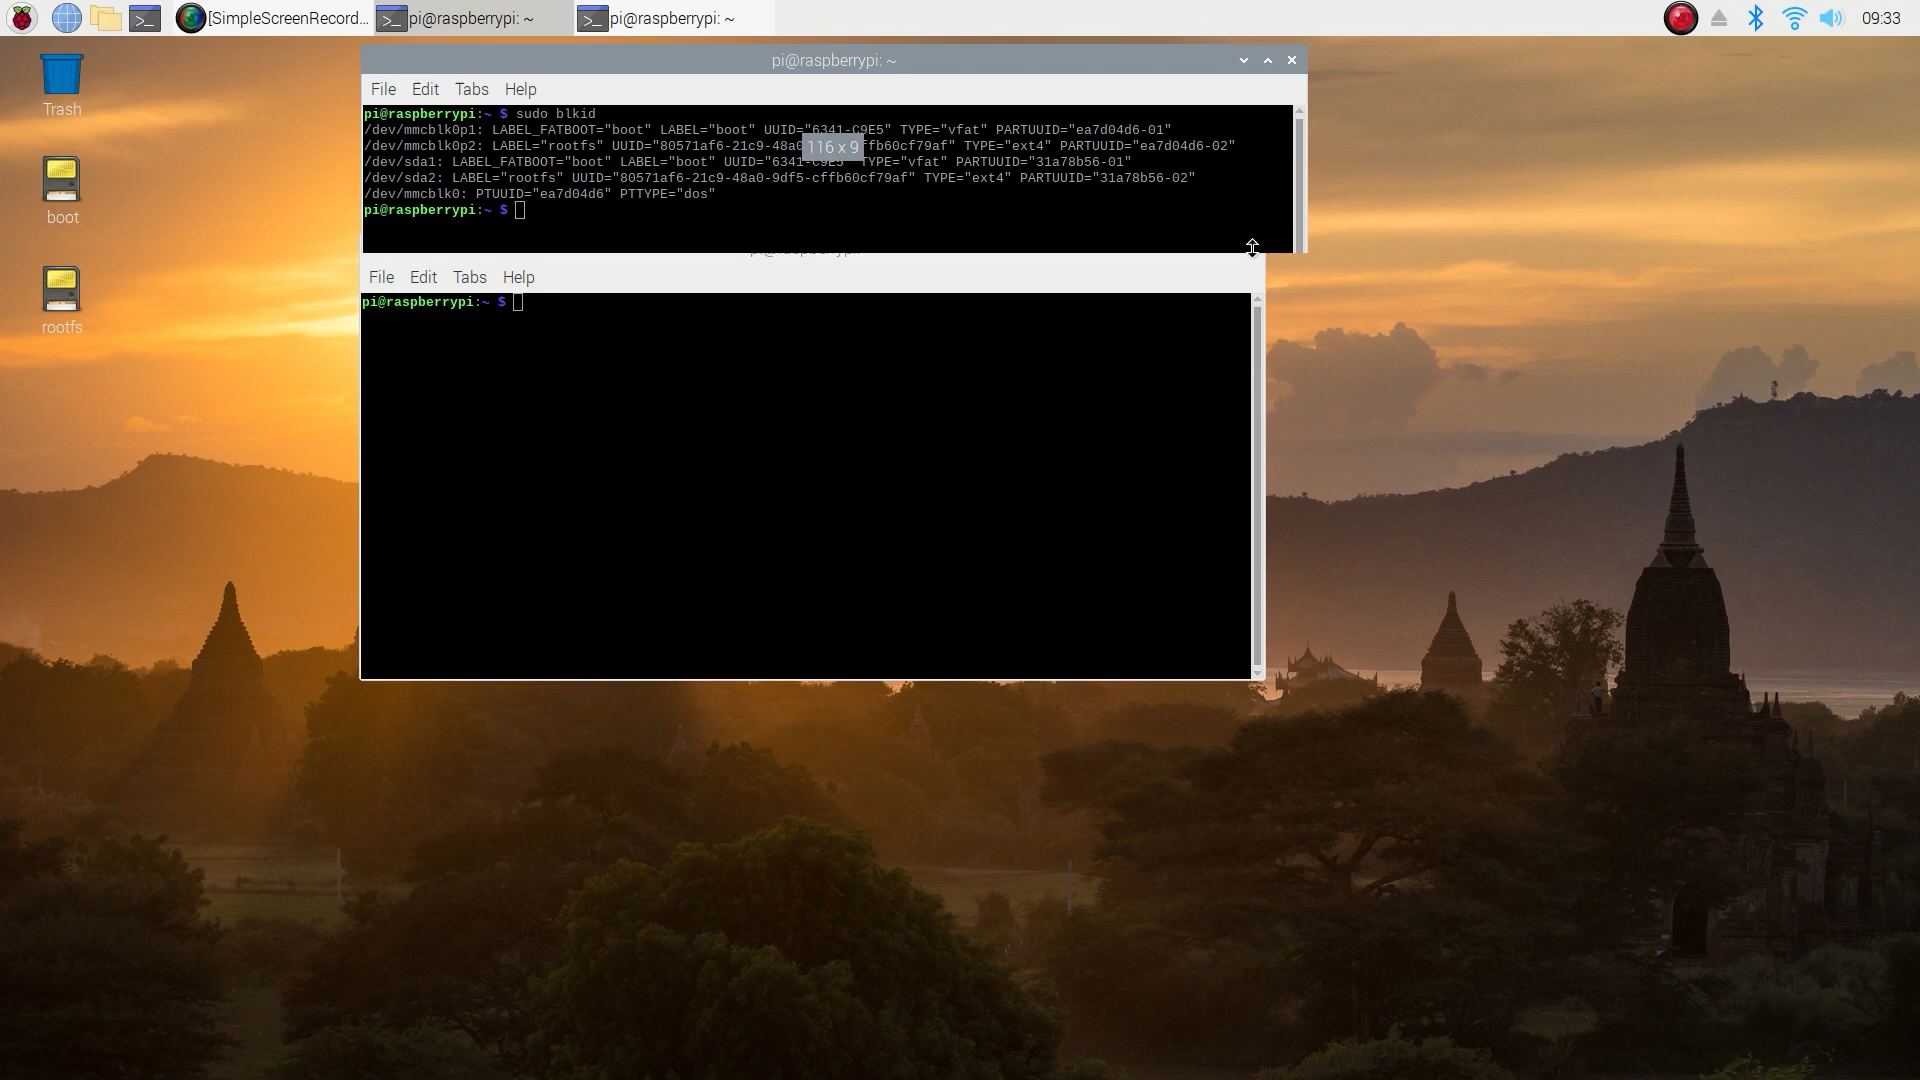 [SimpleScreenRecord... pi@raspberrypi: ~ pi@raspberrypi: ~ 09:33
Trash
boot
rootfs
pi@raspberrypi: ~
File Edit Tabs Help
pi@raspberrypi:~ $ sudo blkid
/dev/mmcblk0p1: LABEL_FATBOOT="boot" LABEL="boot" UUID="6341-C9E5" TYPE="vfat" PARTUUID="ea7d04d6-01"
/dev/mmcblk0p2: LABEL="rootfs" UUID="80571af6-21c9-48a0 ffb60cf79af" TYPE="ext4" PARTUUID="ea7d04d6-02"
/dev/sda1: LABEL_FATBOOT="boot" LABEL="boot" UUID="6341-C9E5" TYPE="vfat" PARTUUID="31a78b56-01"
/dev/sda2: LABEL="rootfs" UUID="80571af6-21c9-48a0-9df5-cffb60cf79af" TYPE="ext4" PARTUUID="31a78b56-02"
/dev/mmcblk0: PTUUID="ea7d04d6" PTTYPE="dos"
pi@raspberrypi:~ $
116 x 9
File Edit Tabs Help
pi@raspberrypi:~ $